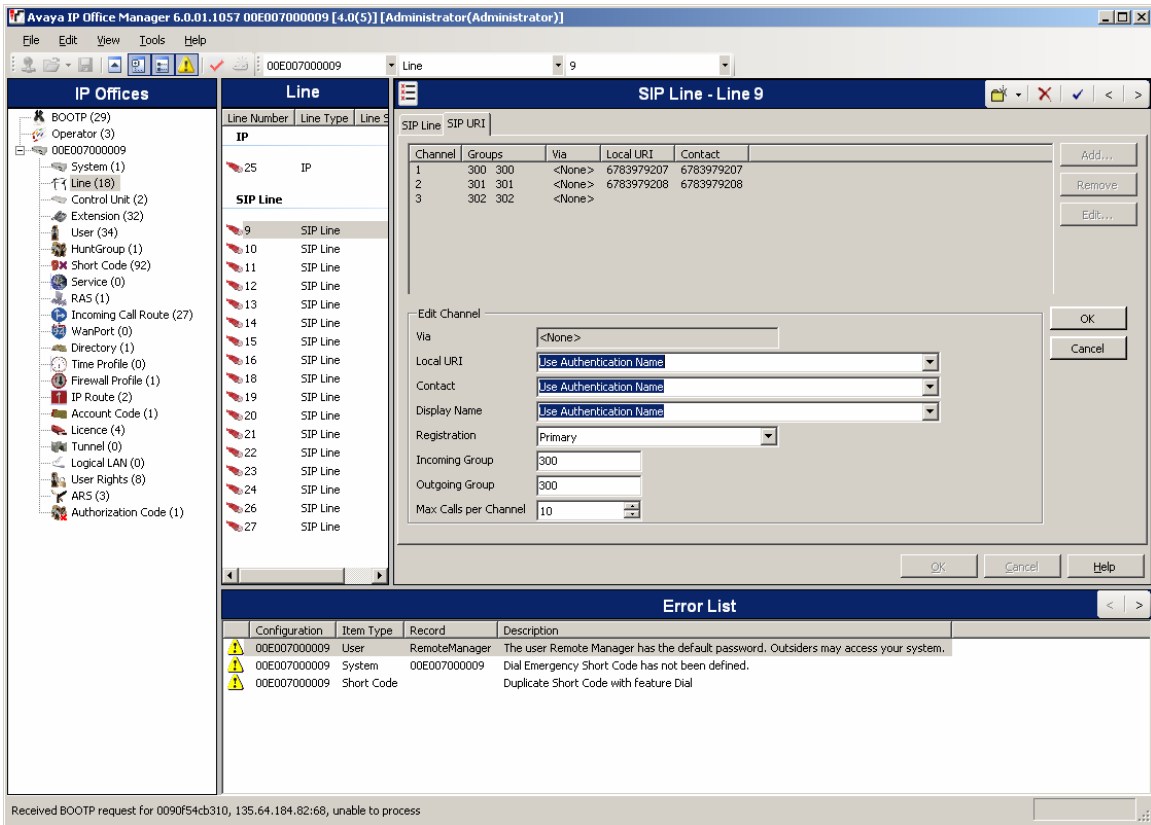 Avaya IP Office Manager 6.0.01.1057 00E007000009 [4.0(5)] [Administrator(Administrator)]
File Edit View Tools Help
00E007000009 Line 9
IP Offices
BOOTP (29)
Operator (3)
00E007000009
System (1)
Line (18)
Control Unit (2)
Extension (32)
User (34)
HuntGroup (1)
Short Code (92)
Service (0)
RAS (1)
Incoming Call Route (27)
WanPort (0)
Directory (1)
Time Profile (0)
Firewall Profile (1)
IP Route (2)
Account Code (1)
Licence (4)
Tunnel (0)
Logical LAN (0)
User Rights (8)
ARS (3)
Authorization Code (1)
Line
Line Number Line Type Line S
IP
25 IP
SIP Line
9 SIP Line
10 SIP Line
11 SIP Line
12 SIP Line
13 SIP Line
14 SIP Line
15 SIP Line
16 SIP Line
18 SIP Line
19 SIP Line
20 SIP Line
21 SIP Line
22 SIP Line
23 SIP Line
24 SIP Line
26 SIP Line
27 SIP Line
SIP Line - Line 9
SIP Line SIP URI
Channel Groups Via Local URI Contact
1 300 300 <None> 6783979207 6783979207
2 301 301 <None> 6783979208 6783979208
3 302 302 <None>
Add...
Remove
Edit...
Edit Channel
Via <None>
Local URI Use Authentication Name
Contact Use Authentication Name
Display Name Use Authentication Name
Registration Primary
Incoming Group 300
Outgoing Group 300
Max Calls per Channel 10
OK
Cancel
OK Cancel Help
Error List
Configuration Item Type Record Description
00E007000009 User RemoteManager The user Remote Manager has the default password. Outsiders may access your system.
00E007000009 System 00E007000009 Dial Emergency Short Code has not been defined.
00E007000009 Short Code Duplicate Short Code with feature Dial
Received BOOTP request for 0090f54cb310, 135.64.184.82:68, unable to process